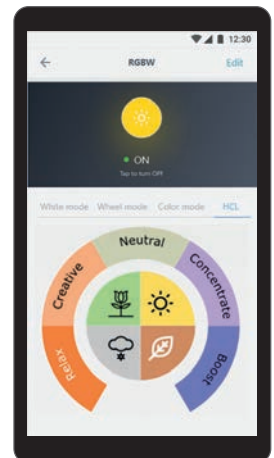 12:30
RGBW Edit
ON
Tap to turn OFF
White mode Wheel mode Color mode HCL
Neutral
Creative
Concentrate
Relax
Boost